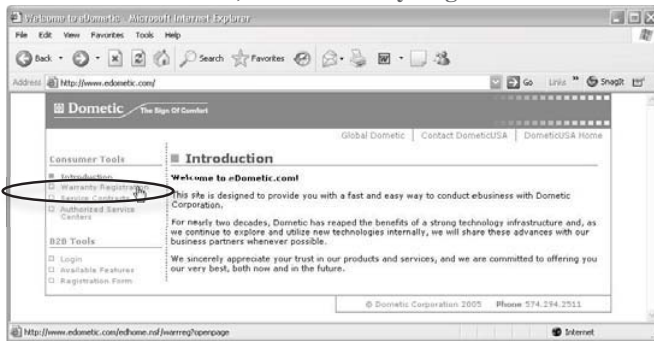 Welcome to eDometic - Microsoft Internet Explorer
File Edit View Favorites Tools Help
Back Search Favorites
Address http://www.edometic.com/ Go Links SnagIt
Dometic The Sign Of Comfort
Global Dometic Contact DometicUSA DometicUSA Home
Consumer Tools
Introduction
Warranty Registration
Service Contracts
Authorized Service
Centers
B2B Tools
Login
Available Features
Registration Form
Introduction
Welcome to eDometic.com!
This site is designed to provide you with a fast and easy way to conduct ebusiness with Dometic
Corporation.
For nearly two decades, Dometic has reaped the benefits of a strong technology infrastructure and, as
we continue to explore and utilize new technologies internally, we will share these advances with our
business partners whenever possible.
We sincerely appreciate your trust in our products and services, and we are committed to offering you
our very best, both now and in the future.
© Dometic Corporation 2005 Phone 574.294.2511
http://www.edometic.com/edhome.nsf/warrreg?openpage Internet